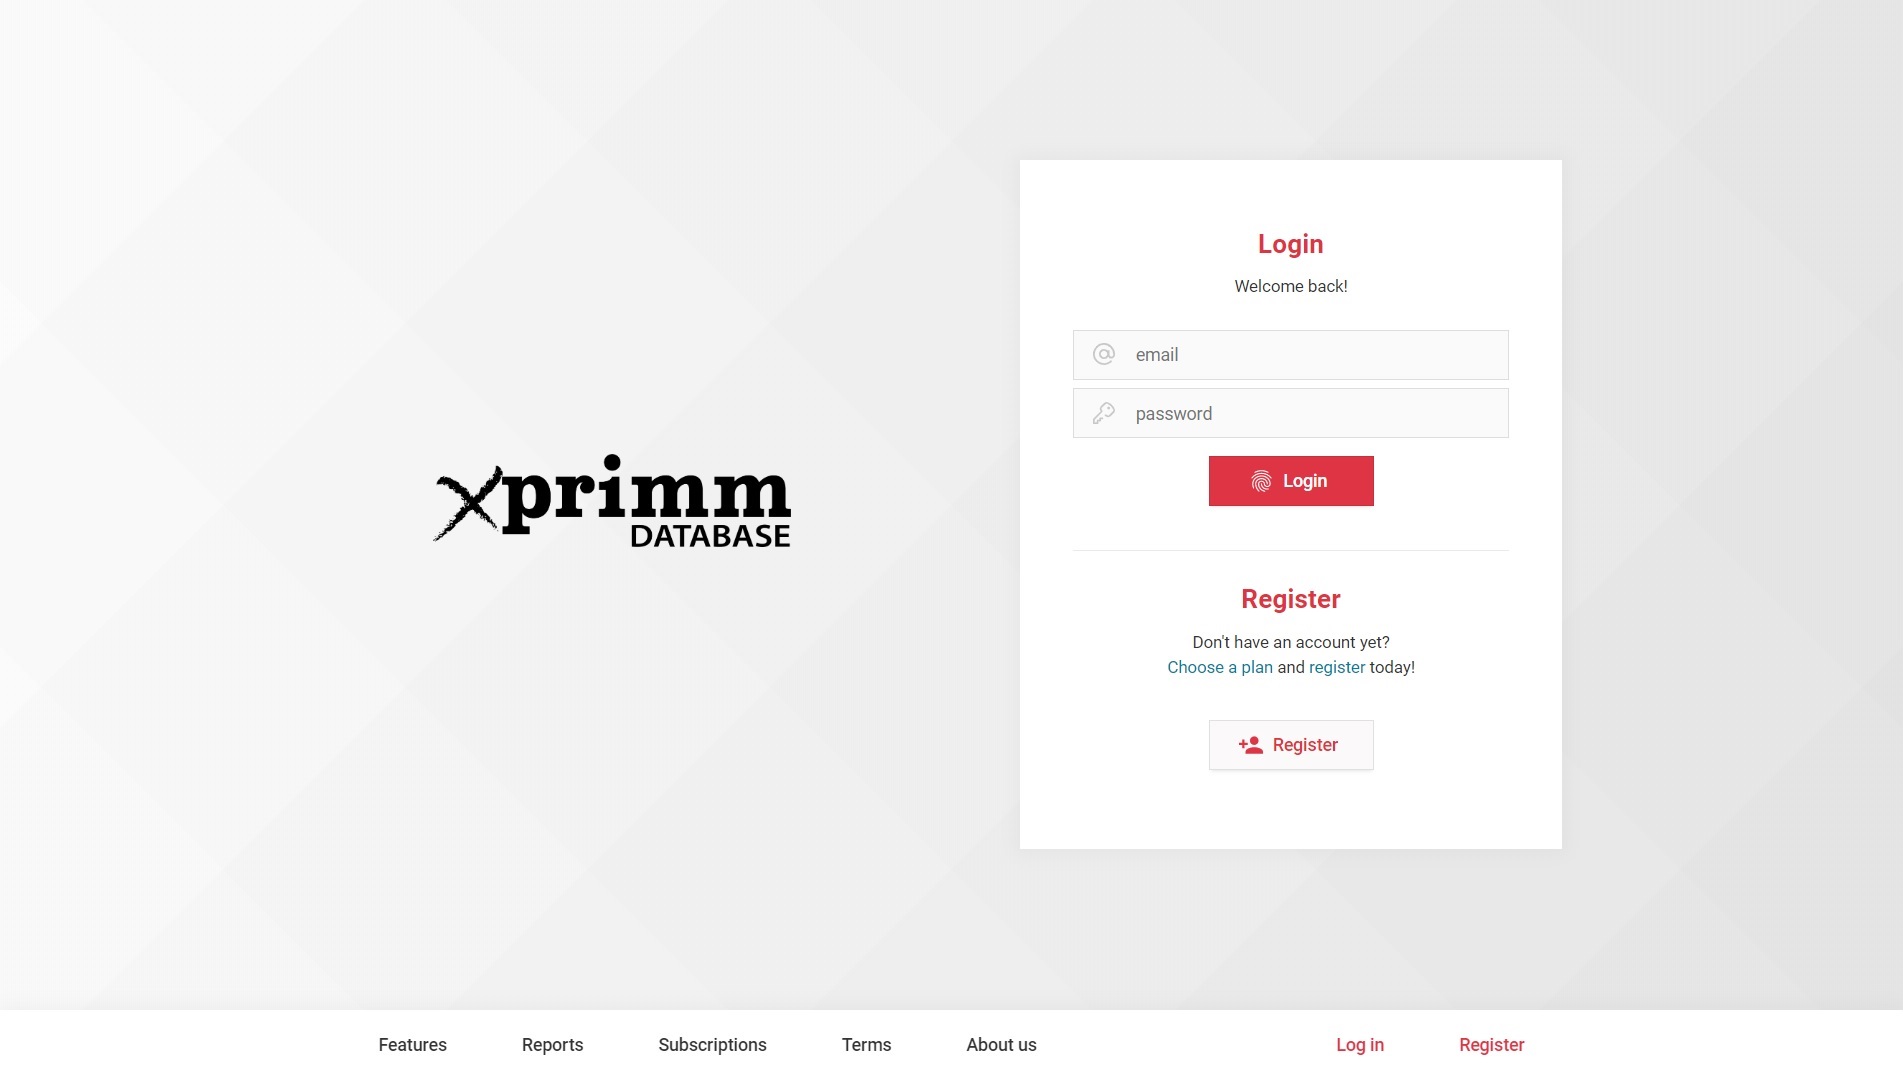 xprimm
DATABASE
Login
Welcome back!
email
password
Login
Register
Don't have an account yet?
Choose a plan and register today!
Register
Features Reports Subscriptions Terms About us Log in Register